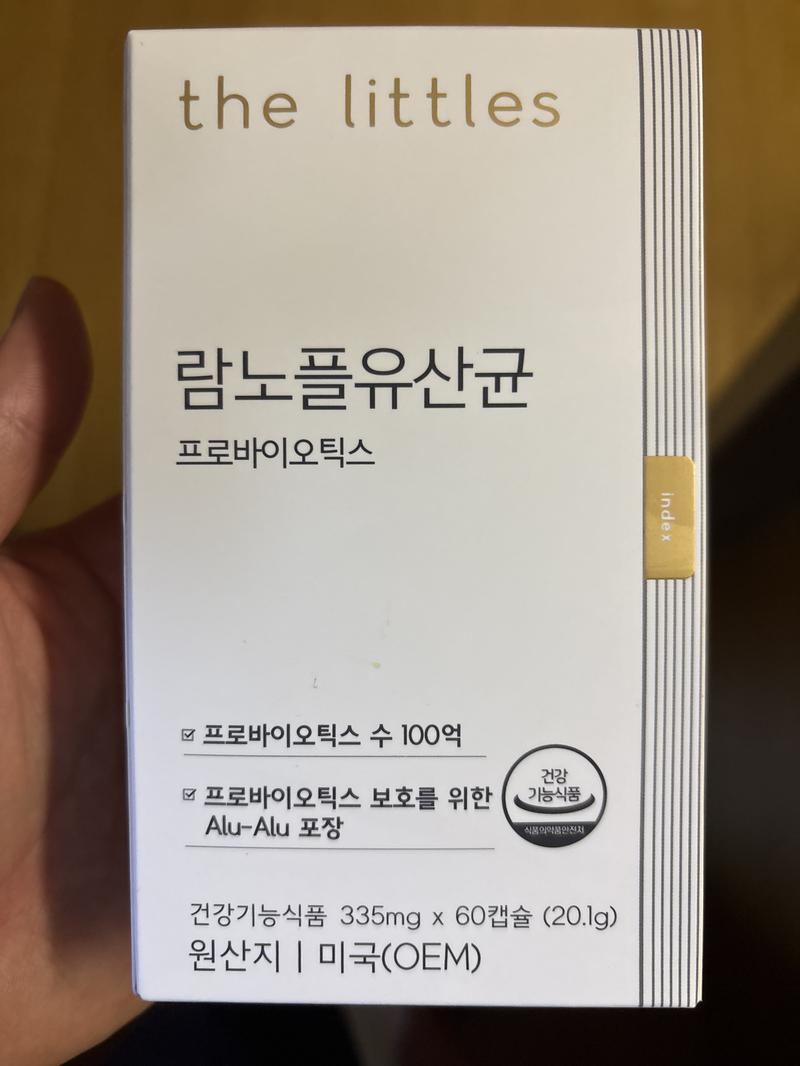 the littles
람노플유산균
프로바이오틱스
index
프로바이오틱스 수 100억
프로바이오틱스 보호를 위한
Alu-Alu 포장
건강
기능식품
식품의약품안전처
건강기능식품 335mg x 60캡슐 (20.1g)
원산지 | 미국(OEM)